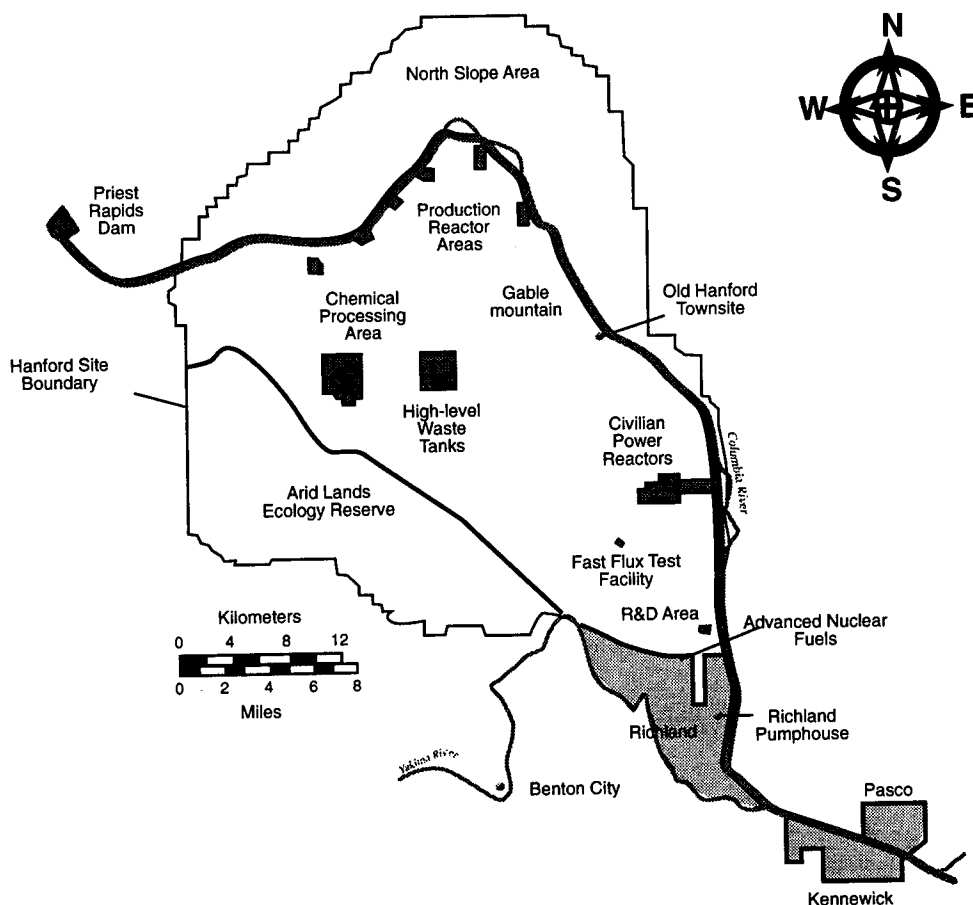 N
W
E
S
North Slope Area
Priest
Rapids
Dam
Production
Reactor
Areas
Gable
mountain
Old Hanford
Townsite
Chemical
Processing
Area
Hanford Site
Boundary
High-level
Waste
Tanks
Civilian
Power
Reactors
Columbia River
Arid Lands
Ecology Reserve
Fast Flux Test
Facility
R&D Area
Advanced Nuclear
Fuels
Kilometers
0 4 8 12
0 2 4 6 8
Miles
Richland
Richland
Pumphouse
Yakima River
Benton City
Pasco
Kennewick